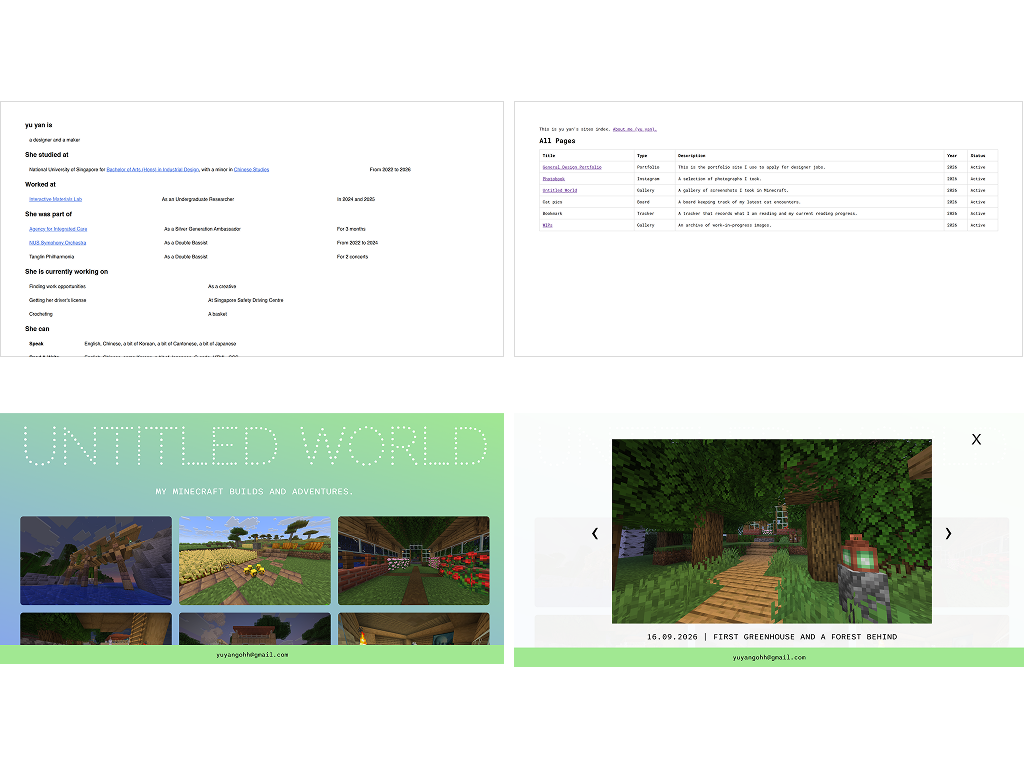 yu yan is
a designer and a maker
She studied at
National University of Singapore for Bachelor of Arts (Hons) in Industrial Design, with a minor in Chinese Studies From 2022 to 2026
Worked at
Interactive Materials Lab As an Undergraduate Researcher In 2024 and 2025
She was part of
Agency for Integrated Care As a Silver Generation Ambassador For 3 months
NUS Symphony Orchestra As a Double Bassist From 2022 to 2024
Tanglin Philharmonia As a Double Bassist For 2 concerts
She is currently working on
Finding work opportunities As a creative
Getting her driver's license At Singapore Safety Driving Centre
Crocheting A basket
She can
Speak English, Chinese, a bit of Korean, a bit of Cantonese, a bit of Japanese
This is yu yan's sites index. About me (yu yan).
All Pages
Title Type Description Year Status
General Design Portfolio Portfolio This is the portfolio site I use to apply for designer jobs. 2026 Active
Photobook Instagram A selection of photographs I took. 2026 Active
Untitled World Gallery A gallery of screenshots I took in Minecraft. 2026 Active
Cat pics Board A board keeping track of my latest cat encounters. 2026 Active
Bookmark Tracker A tracker that records what I am reading and my current reading progress. 2026 Active
WIPs Gallery An archive of work-in-progress images. 2026 Active
UNTITLED WORLD
MY MINECRAFT BUILDS AND ADVENTURES.
yuyangohh@gmail.com
X
16.09.2026 | FIRST GREENHOUSE AND A FOREST BEHIND
yuyangohh@gmail.com